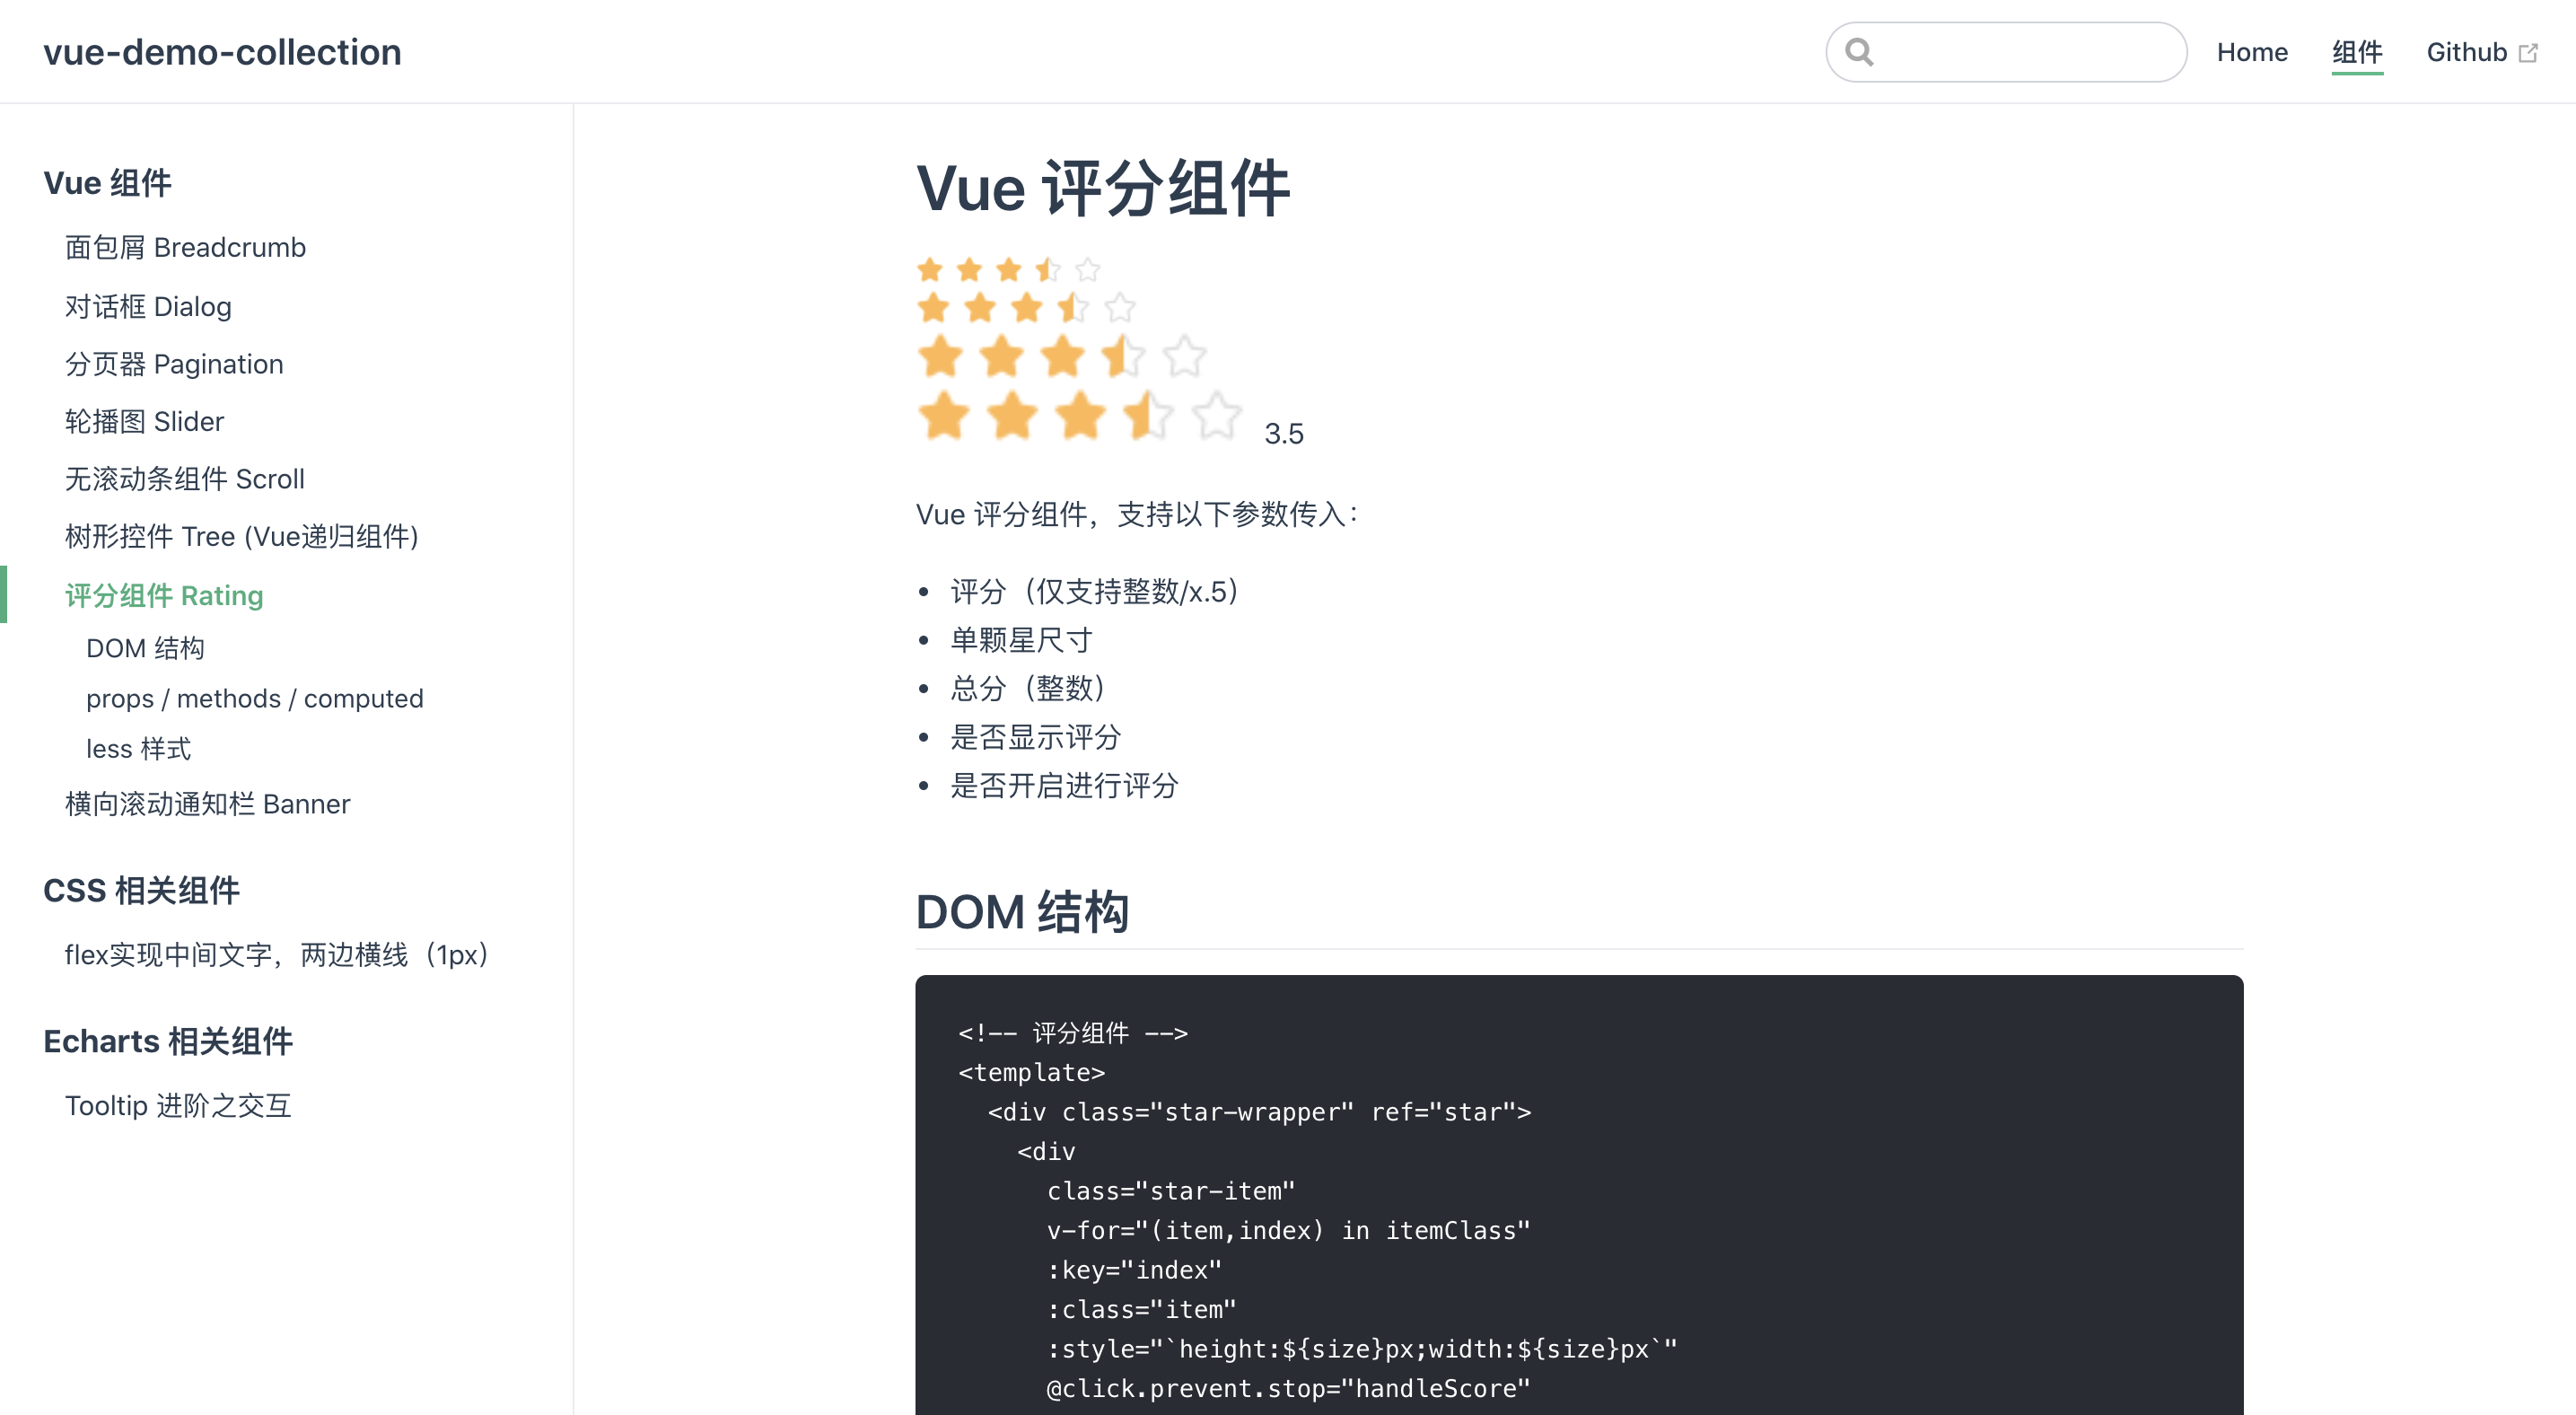 vue-demo-collection
Home
组件
Github
Vue 组件
面包屑 Breadcrumb
对话框 Dialog
分页器 Pagination
轮播图 Slider
无滚动条组件 Scroll
树形控件 Tree (Vue递归组件)
评分组件 Rating
DOM 结构
props / methods / computed
less 样式
横向滚动通知栏 Banner
CSS 相关组件
flex实现中间文字，两边横线（1px）
Echarts 相关组件
Tooltip 进阶之交互
Vue 评分组件
3.5
Vue 评分组件，支持以下参数传入：
• 评分（仅支持整数/x.5）
• 单颗星尺寸
• 总分（整数）
• 是否显示评分
• 是否开启进行评分
DOM 结构
<!-- 评分组件 -->
<template>
  <div class="star-wrapper" ref="star">
    <div
      class="star-item"
      v-for="(item,index) in itemClass"
      :key="index"
      :class="item"
      :style="`height:${size}px;width:${size}px`"
      @click.prevent.stop="handleScore"